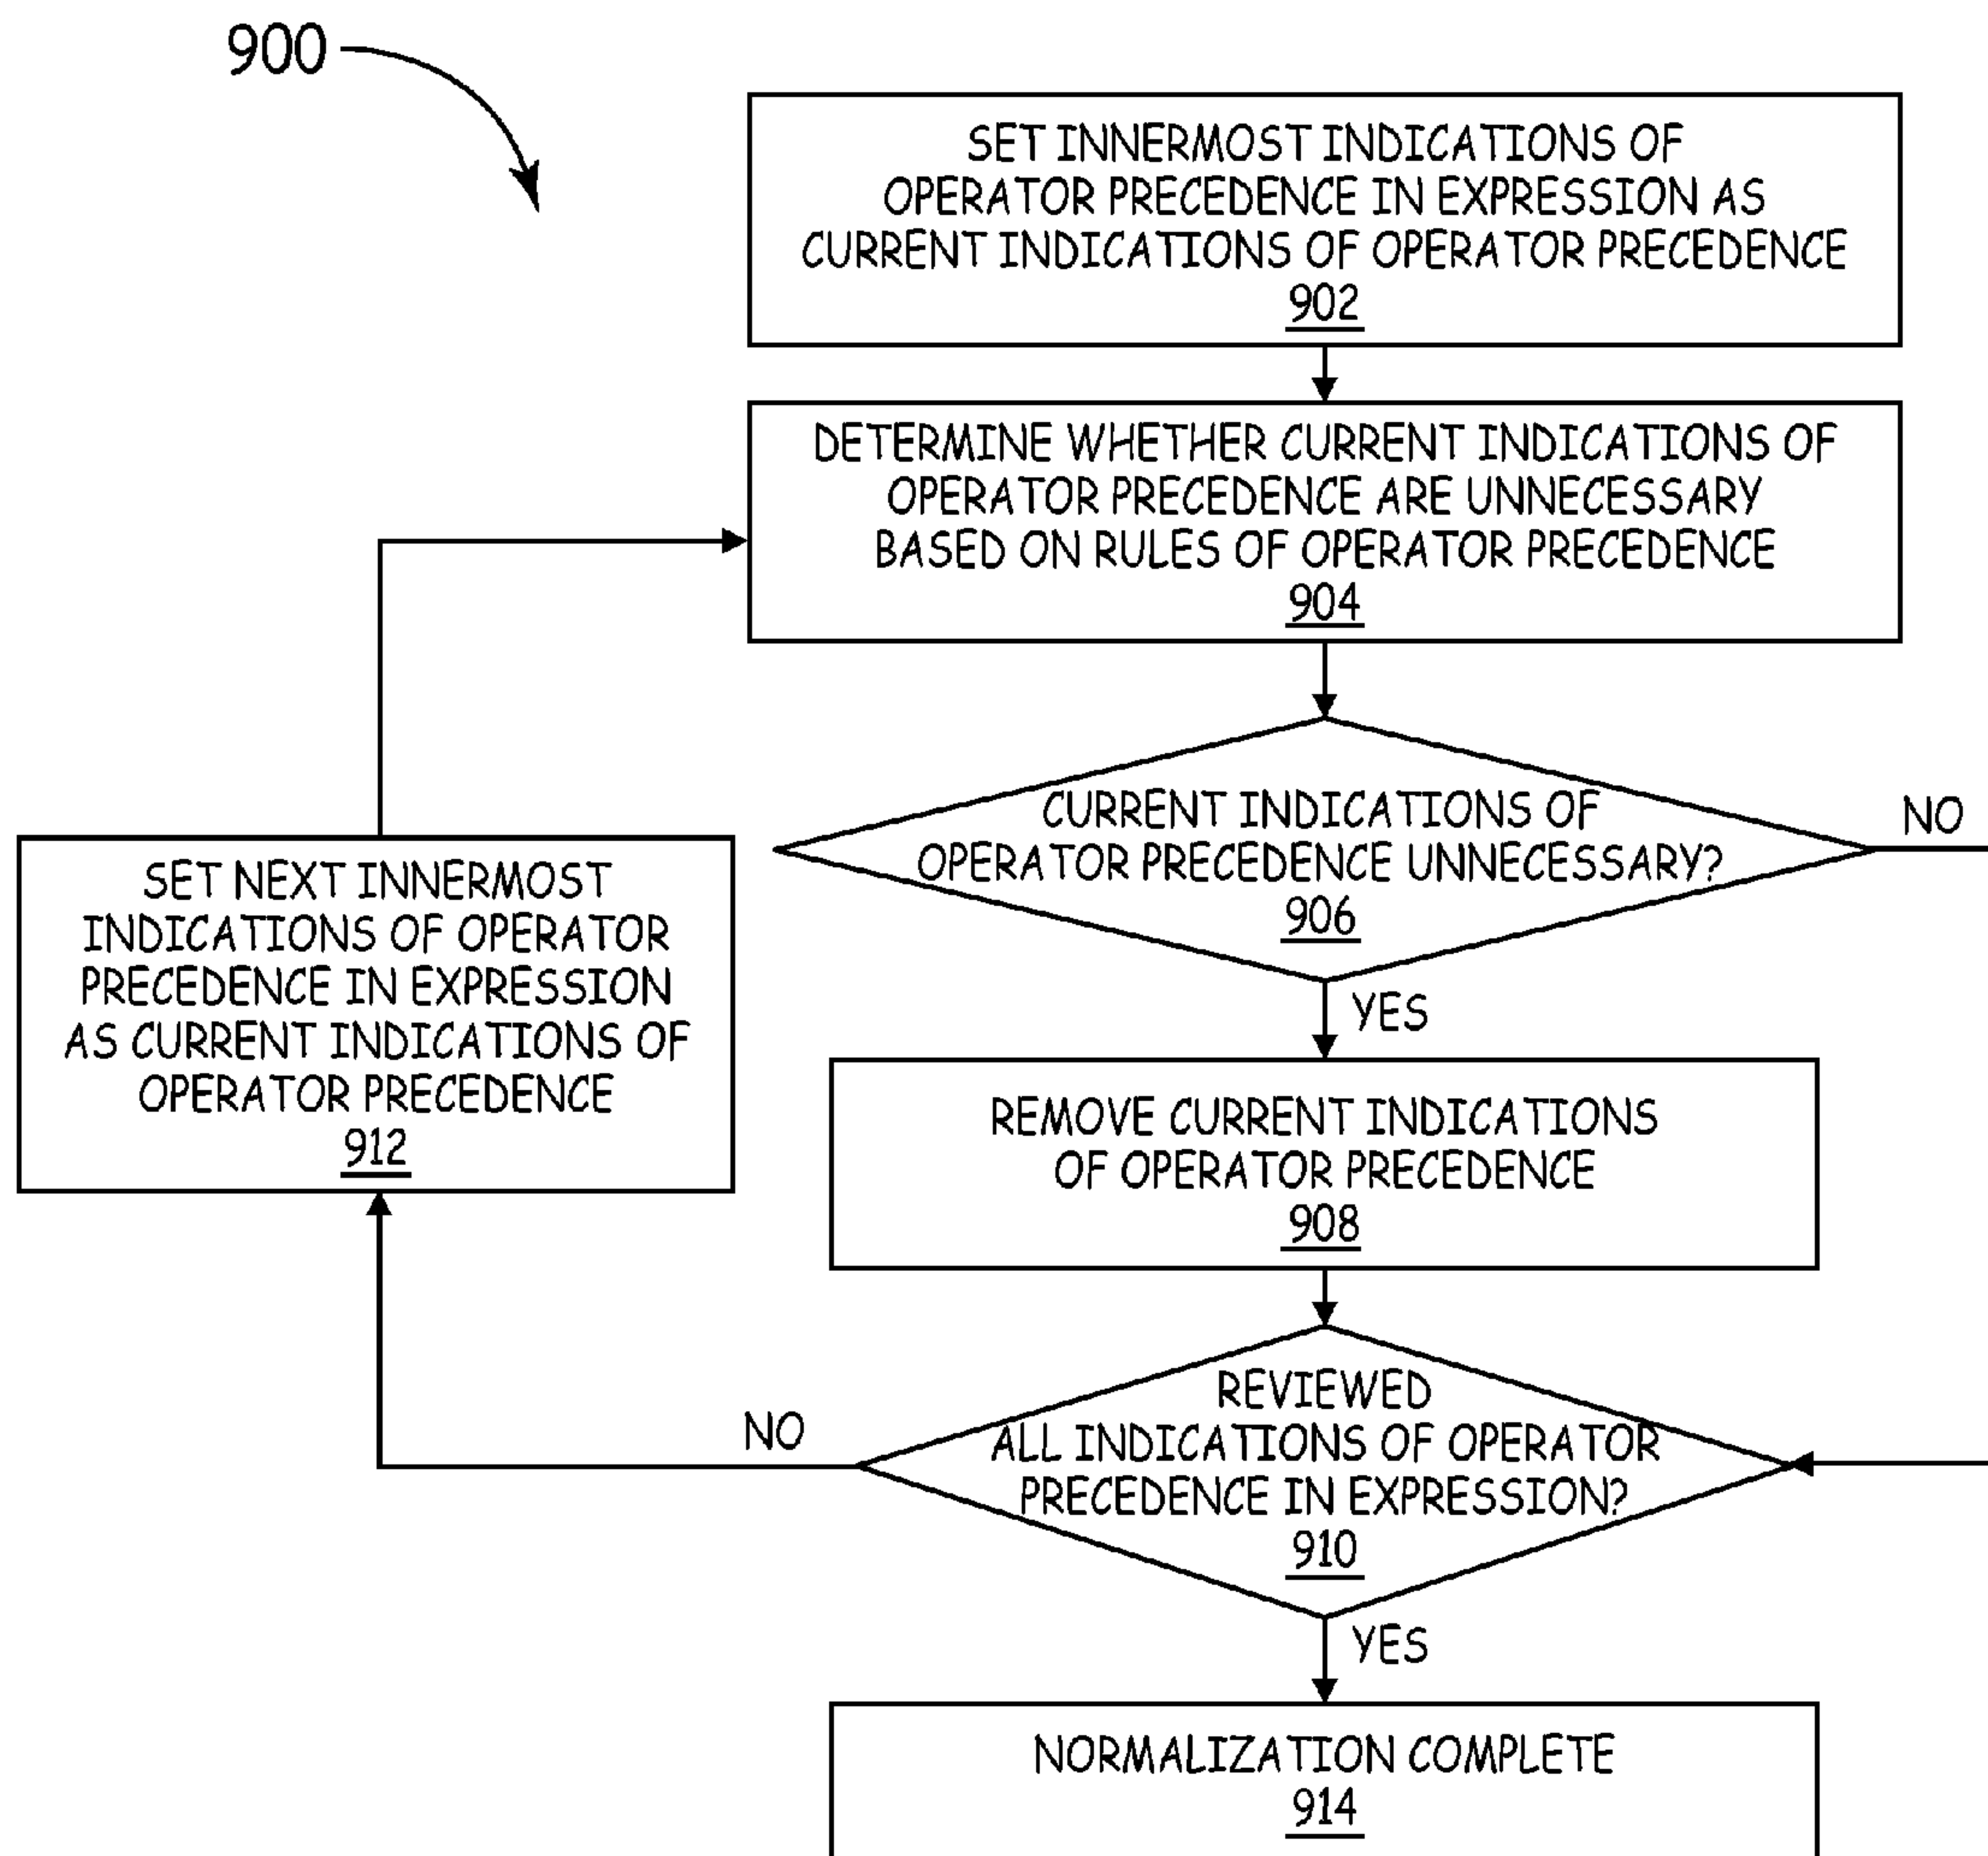 900
SET INNERMOST INDICATIONS OF
OPERATOR PRECEDENCE IN EXPRESSION AS
CURRENT INDICATIONS OF OPERATOR PRECEDENCE
902
DETERMINE WHETHER CURRENT INDICATIONS OF
OPERATOR PRECEDENCE ARE UNNECESSARY
BASED ON RULES OF OPERATOR PRECEDENCE
904
CURRENT INDICATIONS OF
OPERATOR PRECEDENCE UNNECESSARY?
906
NO
YES
SET NEXT INNERMOST
INDICATIONS OF OPERATOR
PRECEDENCE IN EXPRESSION
AS CURRENT INDICATIONS OF
OPERATOR PRECEDENCE
912
REMOVE CURRENT INDICATIONS
OF OPERATOR PRECEDENCE
908
REVIEWED
ALL INDICATIONS OF OPERATOR
PRECEDENCE IN EXPRESSION?
910
NO
YES
NORMALIZATION COMPLETE
914